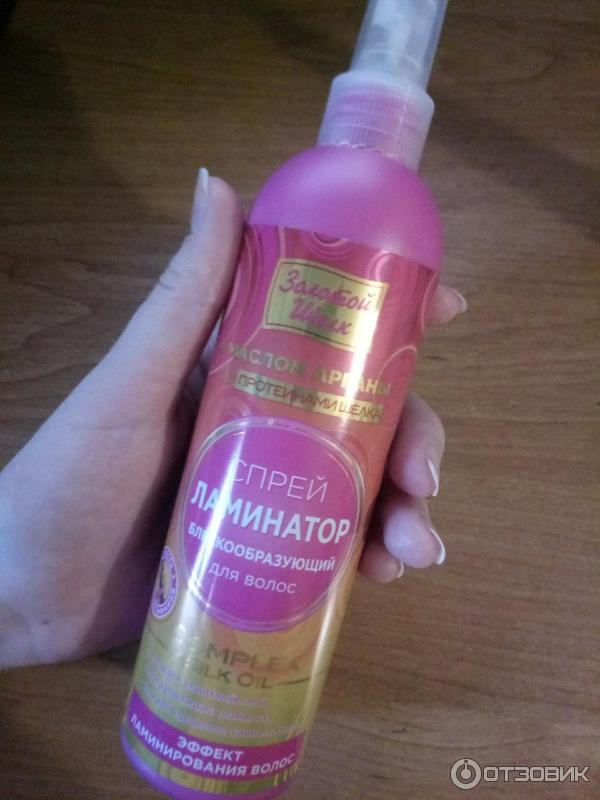 Золотой
Шелк
МАСЛОМ АРГАНЫ
ПРОТЕИНАМИ ШЕЛКА
СПРЕЙ
ЛАМИНАТОР
БЛЕСКООБРАЗУЮЩИЙ
для волос
COMPLEX
SILK OIL
ЭФФЕКТ
ЛАМИНИРОВАНИЯ ВОЛОС
ОТЗОВИК